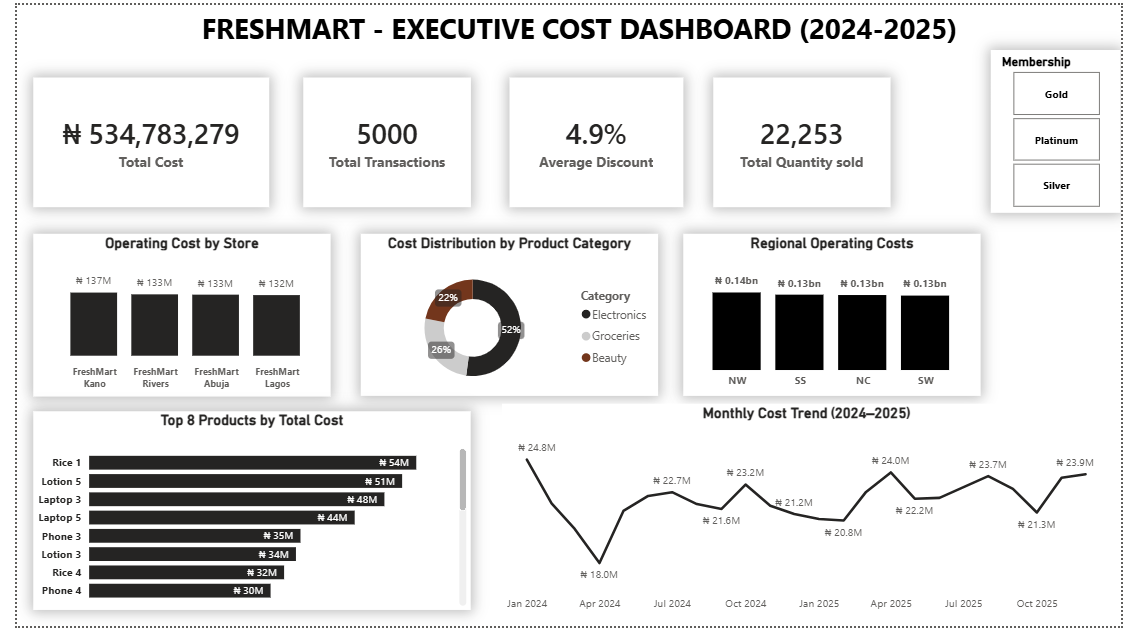 FRESHMART - EXECUTIVE COST DASHBOARD (2024-2025)
Membership
Gold
Platinum
Silver
₦ 534,783,279
Total Cost
5000
Total Transactions
4.9%
Average Discount
22,253
Total Quantity sold
Operating Cost by Store
₦ 137M
₦ 133M
₦ 133M
₦ 132M
FreshMart
Kano
FreshMart
Rivers
FreshMart
Abuja
FreshMart
Lagos
Cost Distribution by Product Category
22%
52%
26%
Category
Electronics
Groceries
Beauty
Regional Operating Costs
₦ 0.14bn
₦ 0.13bn
₦ 0.13bn
₦ 0.13bn
NW
SS
NC
SW
Top 8 Products by Total Cost
Rice 1 ₦ 54M
Lotion 5 ₦ 51M
Laptop 3 ₦ 48M
Laptop 5 ₦ 44M
Phone 3 ₦ 35M
Lotion 3 ₦ 34M
Rice 4 ₦ 32M
Phone 4 ₦ 30M
Monthly Cost Trend (2024–2025)
₦ 24.8M
₦ 18.0M
₦ 22.7M
₦ 21.6M
₦ 23.2M
₦ 21.2M
₦ 20.8M
₦ 24.0M
₦ 22.2M
₦ 23.7M
₦ 21.3M
₦ 23.9M
Jan 2024
Apr 2024
Jul 2024
Oct 2024
Jan 2025
Apr 2025
Jul 2025
Oct 2025